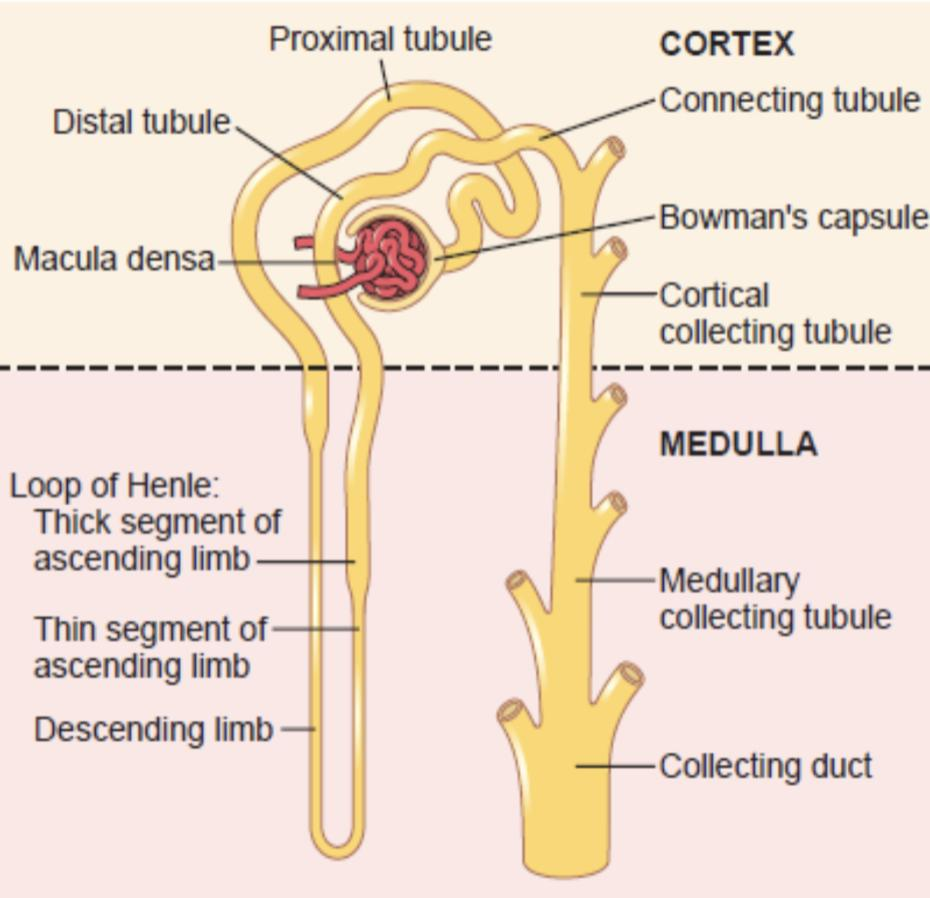 Proximal tubule
CORTEX
Connecting tubule
Distal tubule
Bowman's capsule
Macula densa
Cortical
collecting tubule
MEDULLA
Loop of Henle:
Thick segment of
ascending limb
Medullary
collecting tubule
Thin segment of
ascending limb
Descending limb
Collecting duct